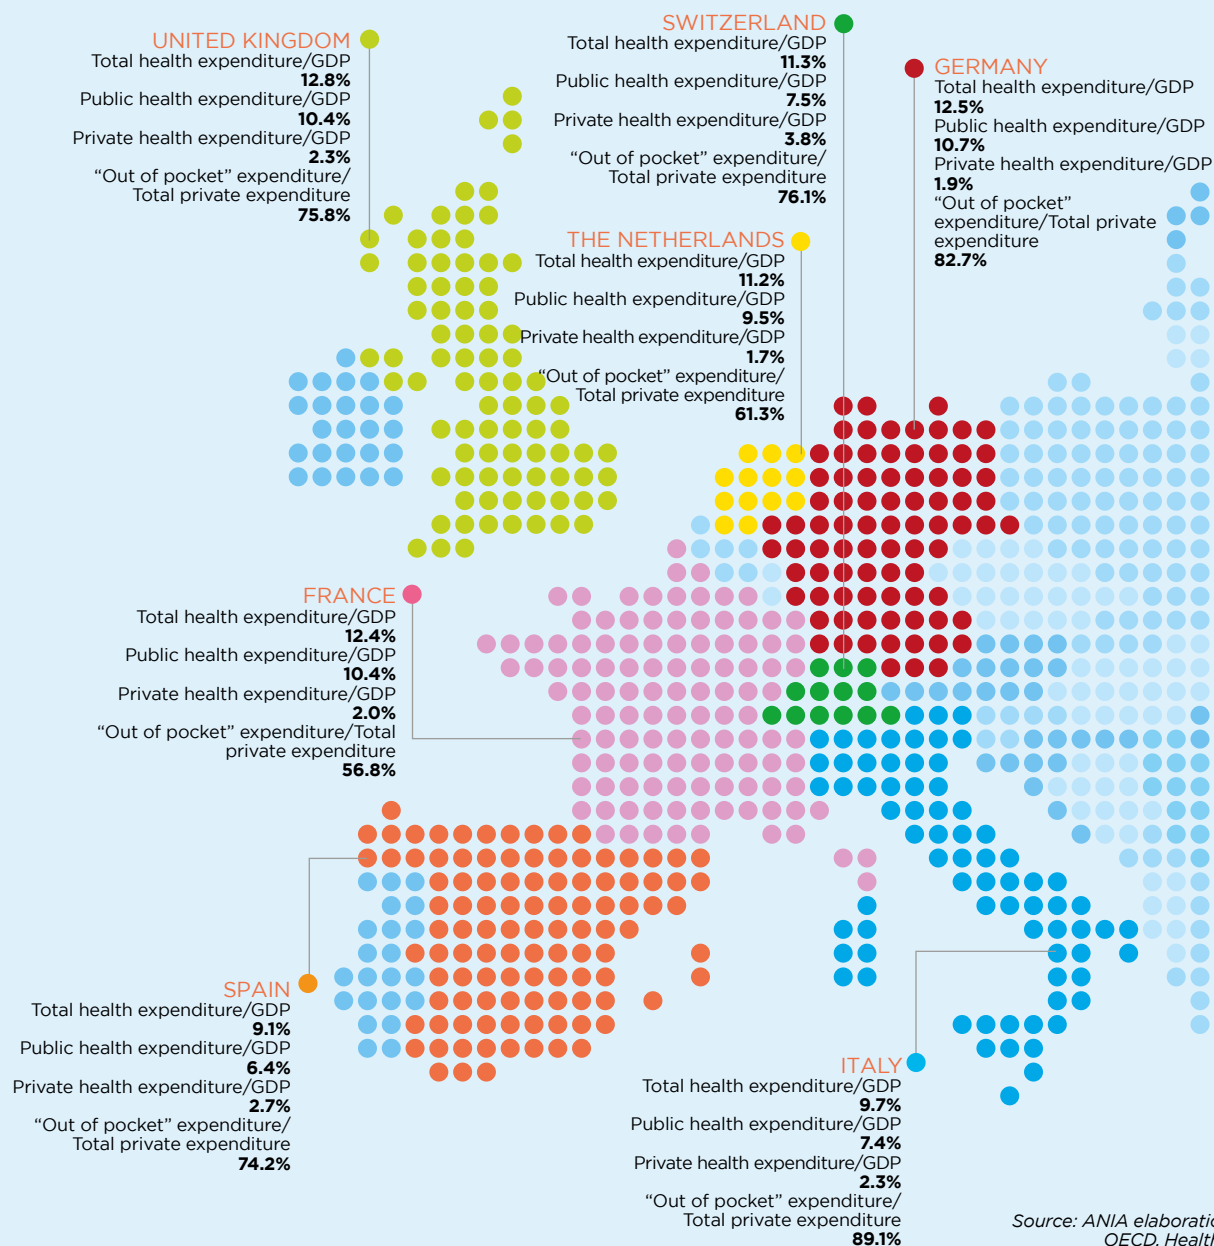 UNITED KINGDOM
Total health expenditure/GDP
12.8%
Public health expenditure/GDP
10.4%
Private health expenditure/GDP
2.3%
“Out of pocket” expenditure/
Total private expenditure
75.8%
SWITZERLAND
Total health expenditure/GDP
11.3%
Public health expenditure/GDP
7.5%
Private health expenditure/GDP
3.8%
“Out of pocket” expenditure/
Total private expenditure
76.1%
GERMANY
Total health expenditure/GDP
12.5%
Public health expenditure/GDP
10.7%
Private health expenditure/GDP
1.9%
“Out of pocket”
expenditure/Total private
expenditure
82.7%
THE NETHERLANDS
Total health expenditure/GDP
11.2%
Public health expenditure/GDP
9.5%
Private health expenditure/GDP
1.7%
“Out of pocket” expenditure/
Total private expenditure
61.3%
FRANCE
Total health expenditure/GDP
12.4%
Public health expenditure/GDP
10.4%
Private health expenditure/GDP
2.0%
“Out of pocket” expenditure/Total
private expenditure
56.8%
SPAIN
Total health expenditure/GDP
9.1%
Public health expenditure/GDP
6.4%
Private health expenditure/GDP
2.7%
“Out of pocket” expenditure/
Total private expenditure
74.2%
ITALY
Total health expenditure/GDP
9.7%
Public health expenditure/GDP
7.4%
Private health expenditure/GDP
2.3%
“Out of pocket” expenditure/
Total private expenditure
89.1%
Source: ANIA elaboratio
OECD, Health